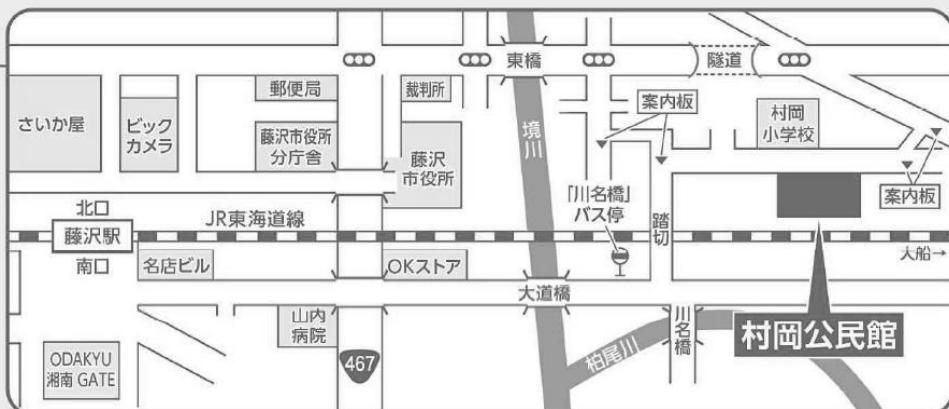 東橋
隧道
郵便局
裁判所
案内板
さいか屋
ビック
カメラ
藤沢市役所
分庁舎
藤沢
市役所
境川
村岡
小学校
「川名橋」
バス停
踏切
案内板
北口
JR東海道線
藤沢駅
南口
名店ビル
OKストア
大船→
大道橋
山内
病院
川名橋
村岡公民館
ODAKYU
湘南 GATE
467
柏尾川